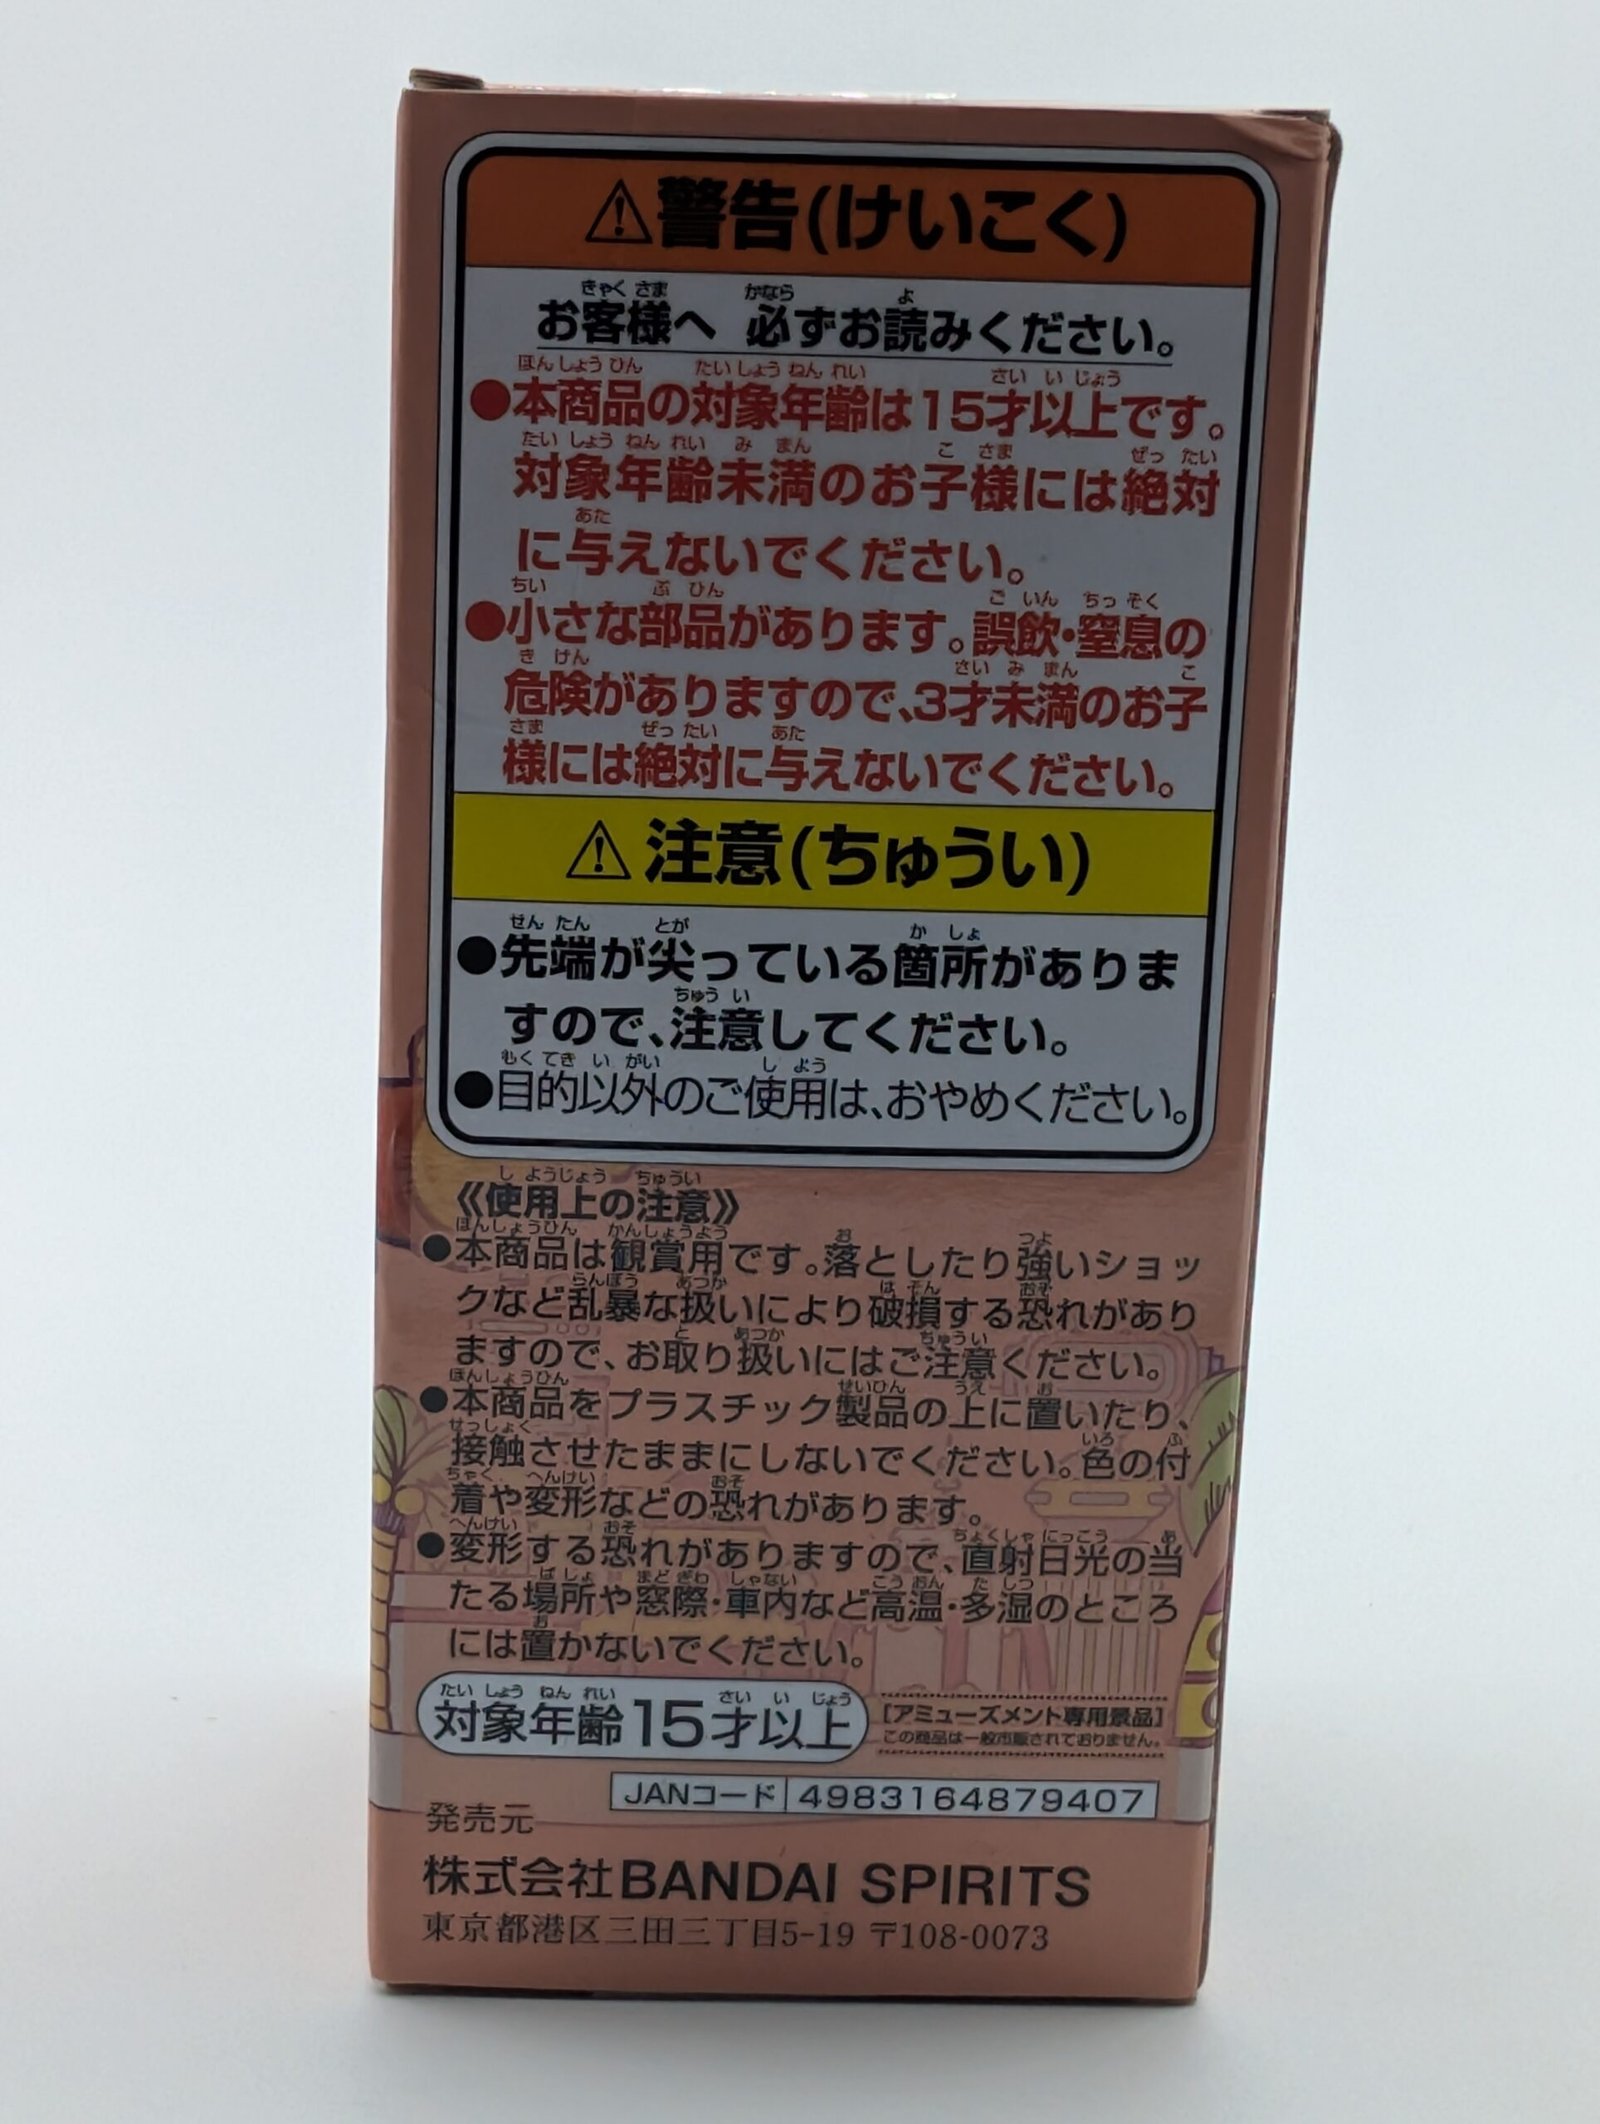 ⚠警告(けいこく)
お客様へ 必ずお読みください。
●本商品の対象年齢は15才以上です。
対象年齢未満のお子様には絶対
に与えないでください。
●小さな部品があります。誤飲・窒息の
危険がありますので、3才未満のお子
様には絶対に与えないでください。
⚠注意(ちゅうい)
●先端が尖っている箇所がありま
すので、注意してください。
●目的以外のご使用は、おやめください。
《使用上の注意》
●本商品は観賞用です。落としたり強いショッ
クなど乱暴な扱いにより破損する恐れがあり
ますので、お取り扱いにはご注意ください。
●本商品をプラスチック製品の上に置いたり、
接触させたままにしないでください。色の付
着や変形などの恐れがあります。
●変形する恐れがありますので、直射日光の当
たる場所や窓際・車内など高温・多湿のところ
には置かないでください。
対象年齢15才以上
[アミューズメント専用景品]
この商品は一般市販されておりません。
JANコード 4983164879407
発売元
株式会社BANDAI SPIRITS
東京都港区三田三丁目5-19 〒108-0073